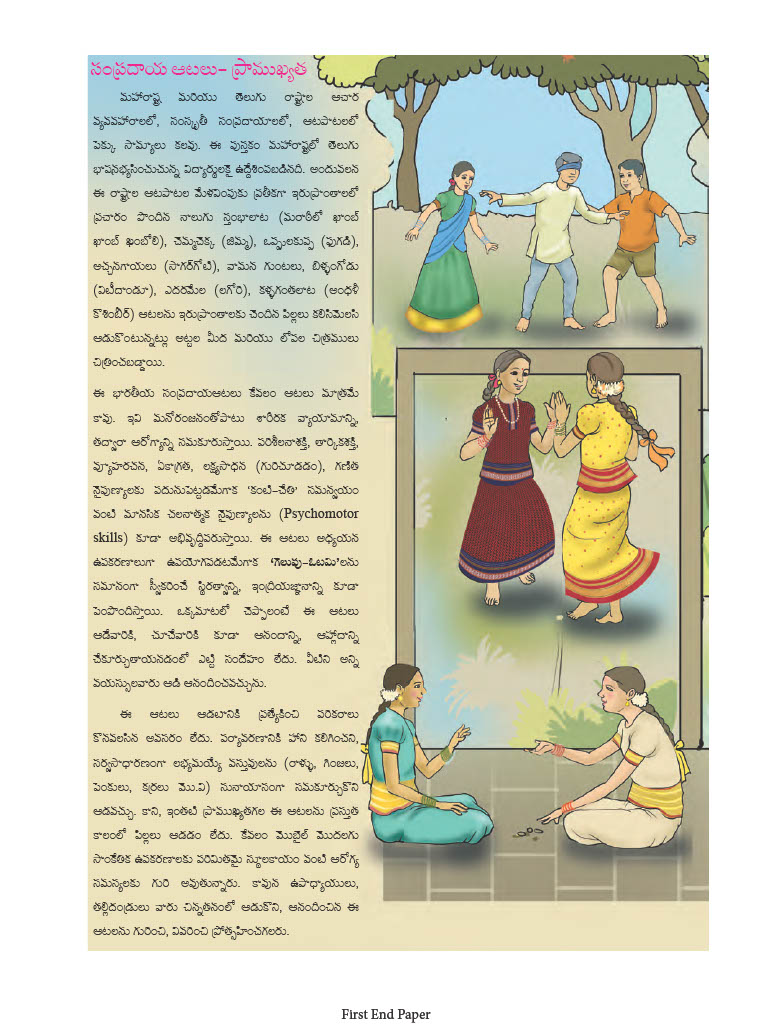 సంప్రదాయ ఆటలు– ప్రాముఖ్యత
మహారాష్ట్ర మరియు తెలుగు రాష్ట్రాల ఆచార
వ్యవవహారాలలో, సంస్కృతీ సంప్రదాయాలలో, ఆటపాటలలో
పెక్కు సామ్యాలు కలవు. ఈ పుస్తకం మహారాష్ట్రలో తెలుగు
భాషనభ్యసించుచున్న విద్యార్థులకై ఉద్దేశింపబడినది. అందువలన
ఈ రాష్ట్రాల ఆటపాటల మేళవింపుకు ప్రతీకగా ఇరుప్రాంతాలలో
ప్రచారం పొందిన నాలుగు స్తంభాలాట (మరాఠీలో ఖాంబ్
ఖాంబ్ ఖంబోలి), చెమ్మచెక్క (జిమ్మ), ఒప్పులకుప్ప (ఫుగడి),
అచ్చనగాయలు (సాగర్‌గోటి), వామన గుంటలు, బిళ్ళంగోడు
(విటీదాండూ), ఎదరమేల (లగోరి), కళ్ళగంతలాట (అంధళీ
కొశింబీర్) ఆటలను ఇరుప్రాంతాలకు చెందిన పిల్లలు కలిసిమెలసి
ఆడుకొంటున్నట్లు అట్టల మీద మరియు లోపల చిత్రములు
చిత్రించబడ్డాయి.
ఈ భారతీయ సంప్రదాయఆటలు కేవలం ఆటలు మాత్రమే
కావు. ఇవి మనోరంజనంతోపాటు శారీరక వ్యాయామాన్ని,
తద్వారా ఆరోగ్యాన్ని సమకూరుస్తాయి. పరిశీలనాశక్తి, తార్కికశక్తి,
వ్యూహరచన, ఏకాగ్రత, లక్ష్యసాధన (గురిచూడడం), గణిత
నైపుణ్యాలకు పదునుపెట్టడమేగాక ‘కంటి–చేతి’ సమన్వయం
వంటి మానసిక చలనాత్మక నైపుణ్యాలను (Psychomotor
skills) కూడా అభివృద్దిపరుస్తాయి. ఈ ఆటలు అధ్యయన
ఉపకరణాలుగా ఉపయోగపడటమేగాక ‘గెలుపు–ఓటమి’లను
సమానంగా స్వీకరించే స్థిరత్వాన్ని, ఇంద్రియజ్ఞానాన్ని కూడా
పెంపొందిస్తాయి. ఒక్కమాటలో చెప్పాలంటే ఈ ఆటలు
ఆడేవారికి, చూచేవారికి కూడా ఆనందాన్ని, ఆహ్లాదాన్ని
చేకూర్చుతాయనడంలో ఎట్టి సందేహం లేదు. వీటిని అన్ని
వయస్సులవారు ఆడి ఆనందించవచ్చును.
ఈ ఆటలు ఆడటానికి ప్రత్యేకించి పరికరాలు
కొనవలసిన అవసరం లేదు. పర్యావరణానికి హాని కలిగించని,
సర్వసాధారణంగా లభ్యమయ్యే వస్తువులను (రాళ్ళు, గింజలు,
పెంకులు, కర్రలు మొ.వి) సునాయాసంగా సమకూర్చుకొని
ఆడవచ్చు. కాని, ఇంతటి ప్రాముఖ్యతగల ఈ ఆటలను ప్రస్తుత
కాలంలో పిల్లలు ఆడడం లేదు. కేవలం మొబైల్ మొదలగు
సాంకేతిక ఉపకరణాలకు పరిమితమై స్థూలకాయం వంటి ఆరోగ్య
సమస్యలకు గురి అవుతున్నారు. కావున ఉపాధ్యాయులు,
తల్లిదండ్రులు వారు చిన్నతనంలో ఆడుకొని, ఆనందించిన ఈ
ఆటలను గురించి, వివరించి ప్రోత్సహించగలరు.
First End Paper